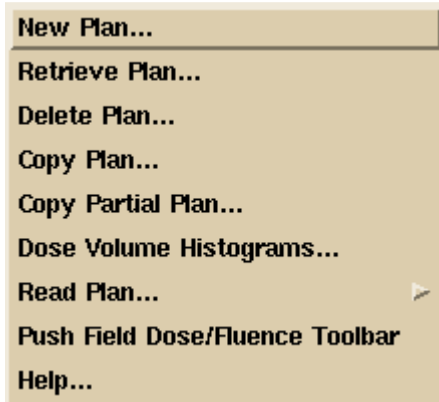 New Plan...
Retrieve Plan...
Delete Plan...
Copy Plan...
Copy Partial Plan...
Dose Volume Histograms...
Read Plan...
Push Field Dose/Fluence Toolbar
Help...